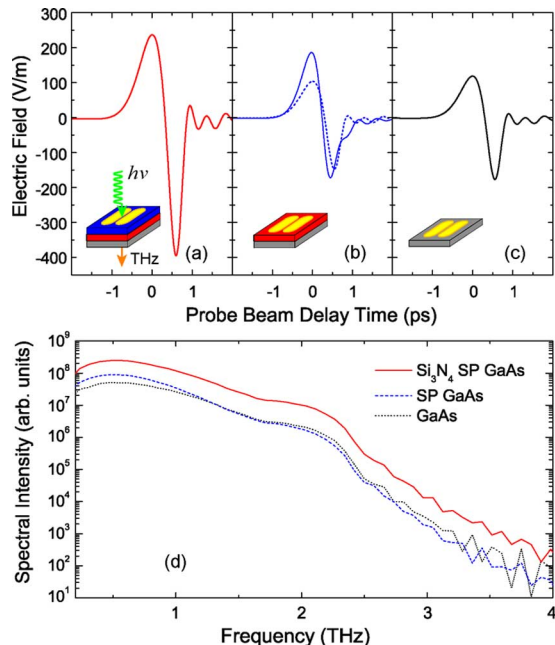 300
200
100
0
-100
-200
-300
-400
Electric Field (V/m)
hν
THz
(a)
(b)
(c)
-1 0 1 -1 0 1 -1 0 1
Probe Beam Delay Time (ps)
10⁹
10⁸
10⁷
10⁶
10⁵
10⁴
10³
10²
10¹
Spectral Intensity (arb. units)
Si₃N₄ SP GaAs
SP GaAs
GaAs
(d)
1 2 3 4
Frequency (THz)